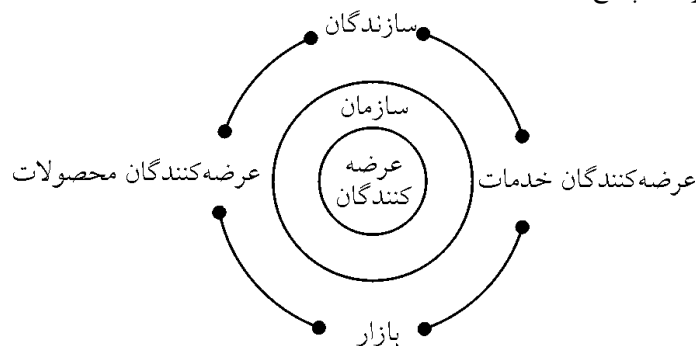 سازندگان
سازمان
عرضه
کنندگان
عرضه‌کنندگان خدمات
عرضه‌کنندگان محصولات
بازار